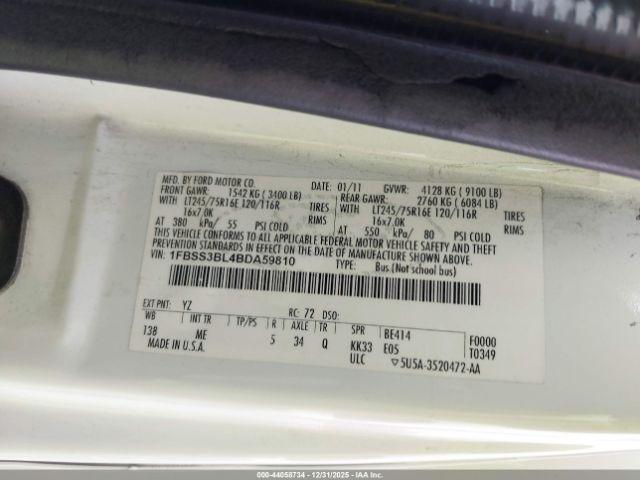 MFD. BY FORD MOTOR CO. DATE: 01/11 GVWR: 4128 KG ( 9100 LB)
FRONT GAWR: 1542 KG ( 3400 LB) REAR GAWR: 2760 KG ( 6084 LB)
WITH LT245/75R16E 120/116R TIRES WITH LT245/75R16E 120/116R TIRES
16x7.0K RIMS 16x7.0K RIMS
AT 380 kPa/ 55 PSI COLD AT 550 kPa/ 80 PSI COLD
THIS VEHICLE CONFORMS TO ALL APPLICABLE FEDERAL MOTOR VEHICLE SAFETY AND THEFT PREVENTION STANDARDS IN EFFECT ON THE DATE OF MANUFACTURE SHOWN ABOVE.
VIN: 1FBSS3BL4BDA59810
TYPE: Bus (Not school bus)
EXT PNT: YZ RC: 72 DSO:
WB INT TR TP/PS R AXLE TR SPR BE414 F0000
138 ME 5 34 Q KK33 E05 T0349
MADE IN U.S.A. ULC ▽5U5A-3520472-AA
000-44058734 - 12/31/2025 - IAA